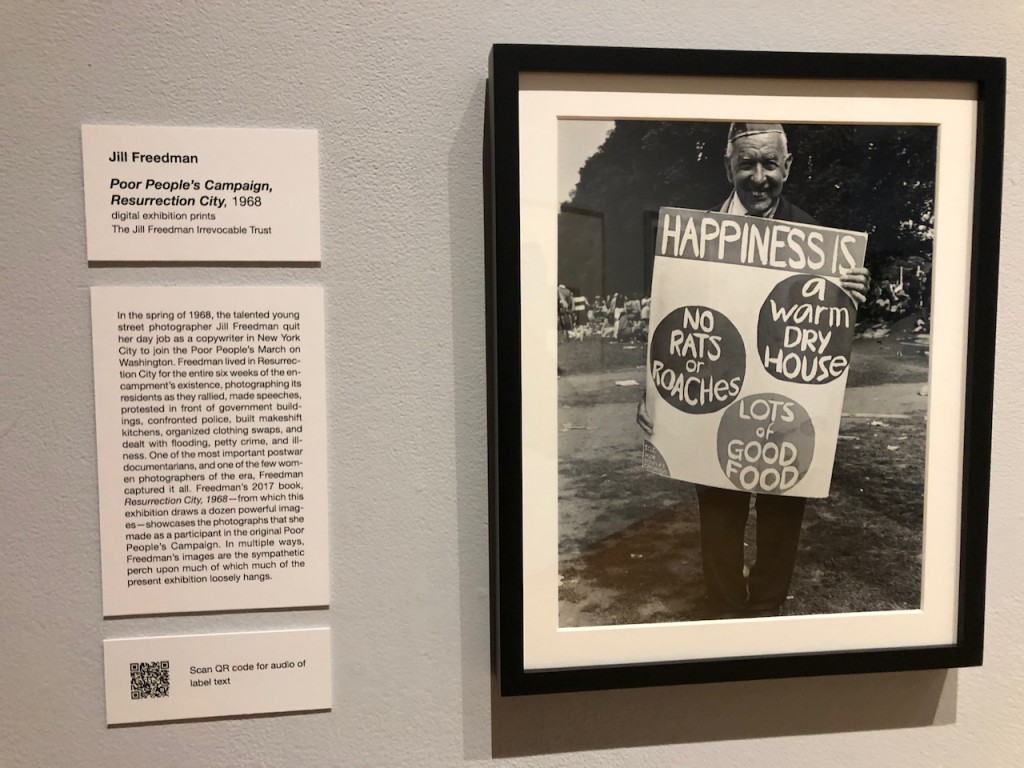 Jill Freedman
Poor People's Campaign,
Resurrection City, 1968
digital exhibition prints
The Jill Freedman Irrevocable Trust
In the spring of 1968, the talented young
street photographer Jill Freedman quit
her day job as a copywriter in New York
City to join the Poor People's March on
Washington. Freedman lived in Resurrec-
tion City for the entire six weeks of the en-
campment's existence, photographing its
residents as they rallied, made speeches,
protested in front of government build-
ings, confronted police, built makeshift
kitchens, organized clothing swaps, and
dealt with flooding, petty crime, and ill-
ness. One of the most important postwar
documentarians, and one of the few wom-
en photographers of the era, Freedman
captured it all. Freedman's 2017 book,
Resurrection City, 1968—from which this
exhibition draws a dozen powerful imag-
es—showcases the photographs that she
made as a participant in the original Poor
People's Campaign. In multiple ways,
Freedman's images are the sympathetic
perch upon much of which much of the
present exhibition loosely hangs.
Scan QR code for audio of
label text
HAPPINESS IS
a
warm
DRY
HOUSE
NO
RATS
or
ROACHes
LOTS
of
GOOD
FOOD